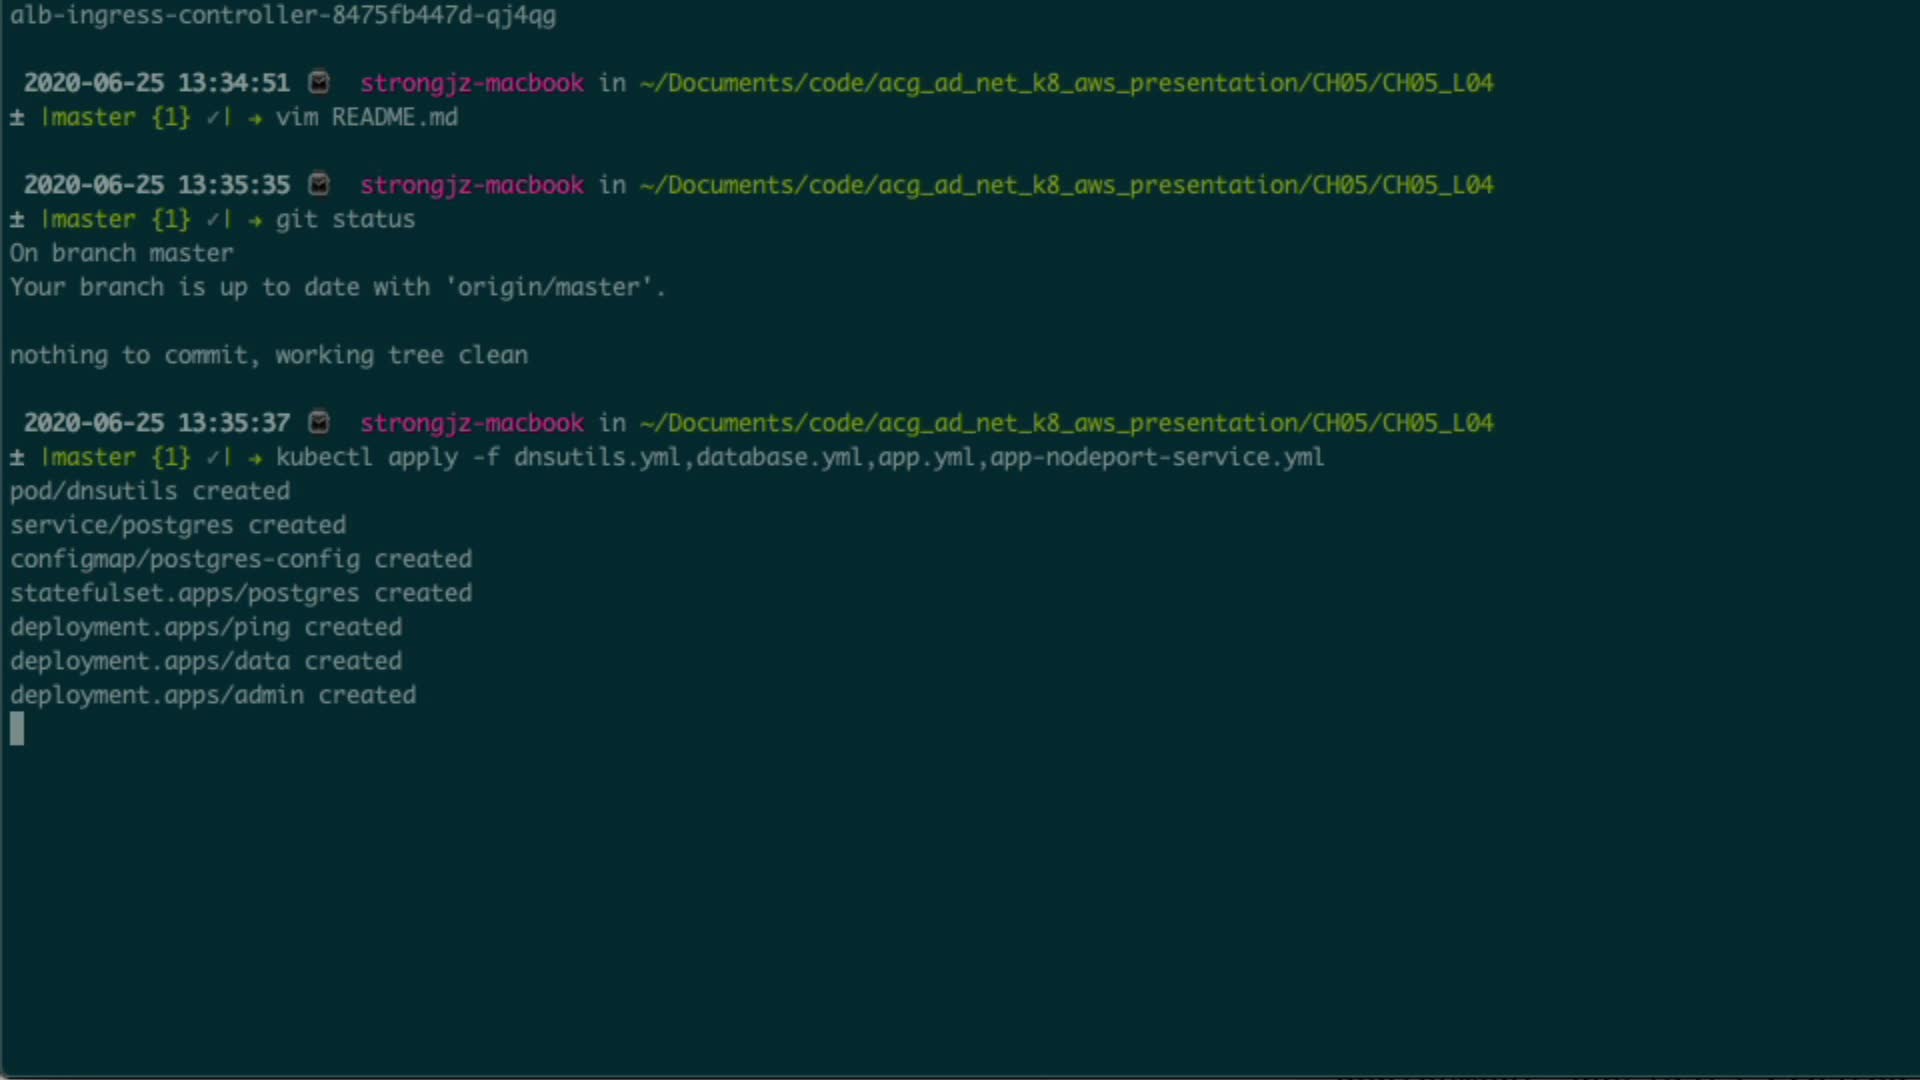 alb-ingress-controller-8475fb447d-qj4qg
2020-06-25 13:34:51 strongjz-macbook in ~/Documents/code/acg_ad_net_k8_aws_presentation/CH05/CH05_L04
± |master {1} ✓| → vim README.md
2020-06-25 13:35:35 strongjz-macbook in ~/Documents/code/acg_ad_net_k8_aws_presentation/CH05/CH05_L04
± |master {1} ✓| → git status
On branch master
Your branch is up to date with 'origin/master'.
nothing to commit, working tree clean
2020-06-25 13:35:37 strongjz-macbook in ~/Documents/code/acg_ad_net_k8_aws_presentation/CH05/CH05_L04
± |master {1} ✓| → kubectl apply -f dnsutils.yml,database.yml,app.yml,app-nodeport-service.yml
pod/dnsutils created
service/postgres created
configmap/postgres-config created
statefulset.apps/postgres created
deployment.apps/ping created
deployment.apps/data created
deployment.apps/admin created